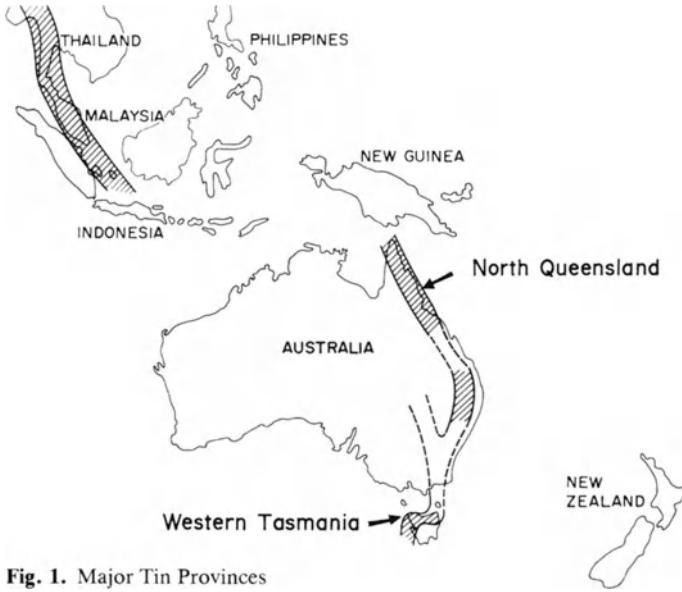 THAILAND
PHILIPPINES
MALAYSIA
NEW GUINEA
INDONESIA
North Queensland
AUSTRALIA
NEW
ZEALAND
Western Tasmania
Fig. 1. Major Tin Provinces